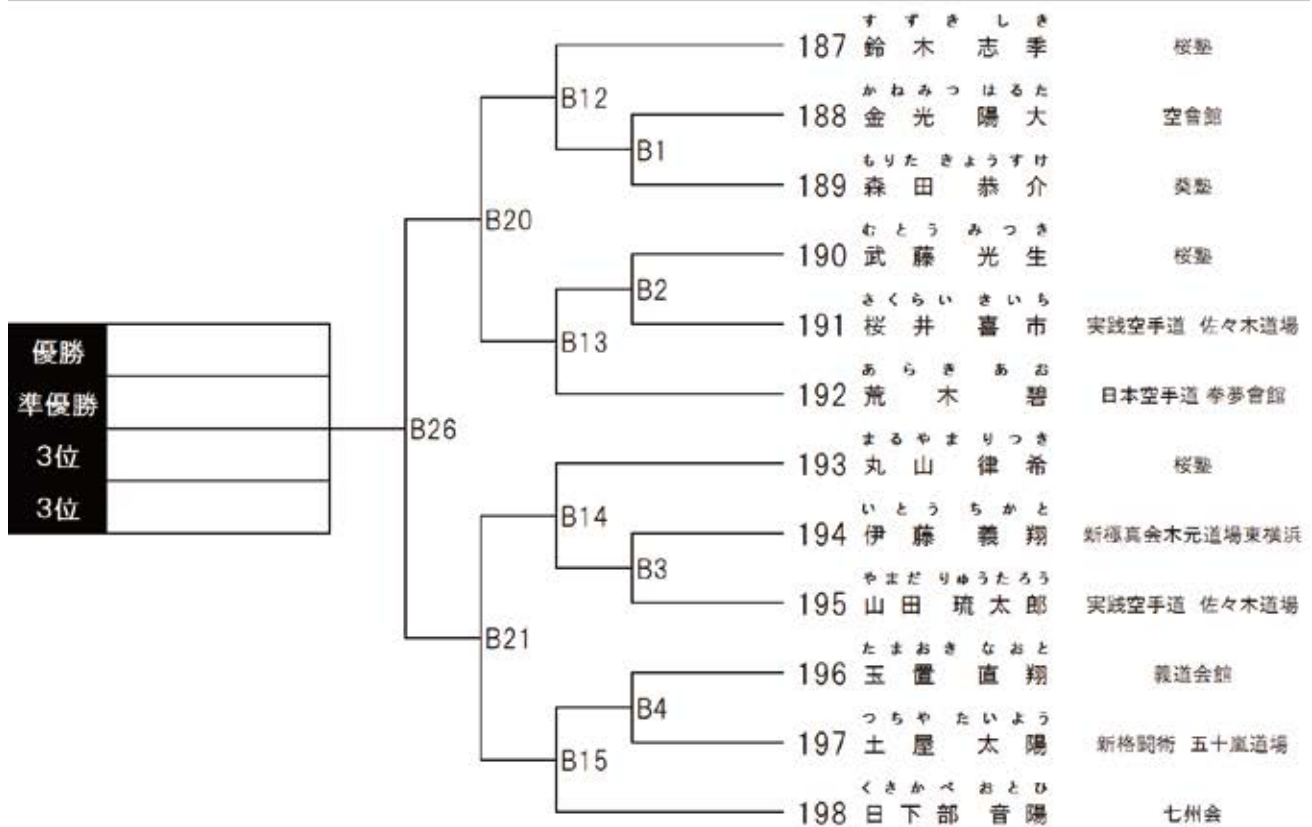 すずき しき
187 鈴木 志季 桜塾
B12
かねみつ はるた
188 金光 陽大 空會館
B1
もりた きょうすけ
189 森田 恭介 葵塾
B20
むとう みつき
190 武藤 光生 桜塾
B2
さくらい きいち
191 桜井 喜市 実践空手道 佐々木道場
B13
あらき あお
192 荒木 碧 日本空手道 拳夢會館
優勝
準優勝
3位
3位
B26
まるやま りつき
193 丸山 律希 桜塾
B14
いとう ちかと
194 伊藤 義翔 新極真会木元道場東横浜
B3
やまだ りゅうたろう
195 山田 琉太郎 実践空手道 佐々木道場
B21
たまおき なおと
196 玉置 直翔 義道会館
B4
つちや たいよう
197 土屋 太陽 新格闘術 五十嵐道場
B15
くさかべ おとひ
198 日下部 音陽 七州会